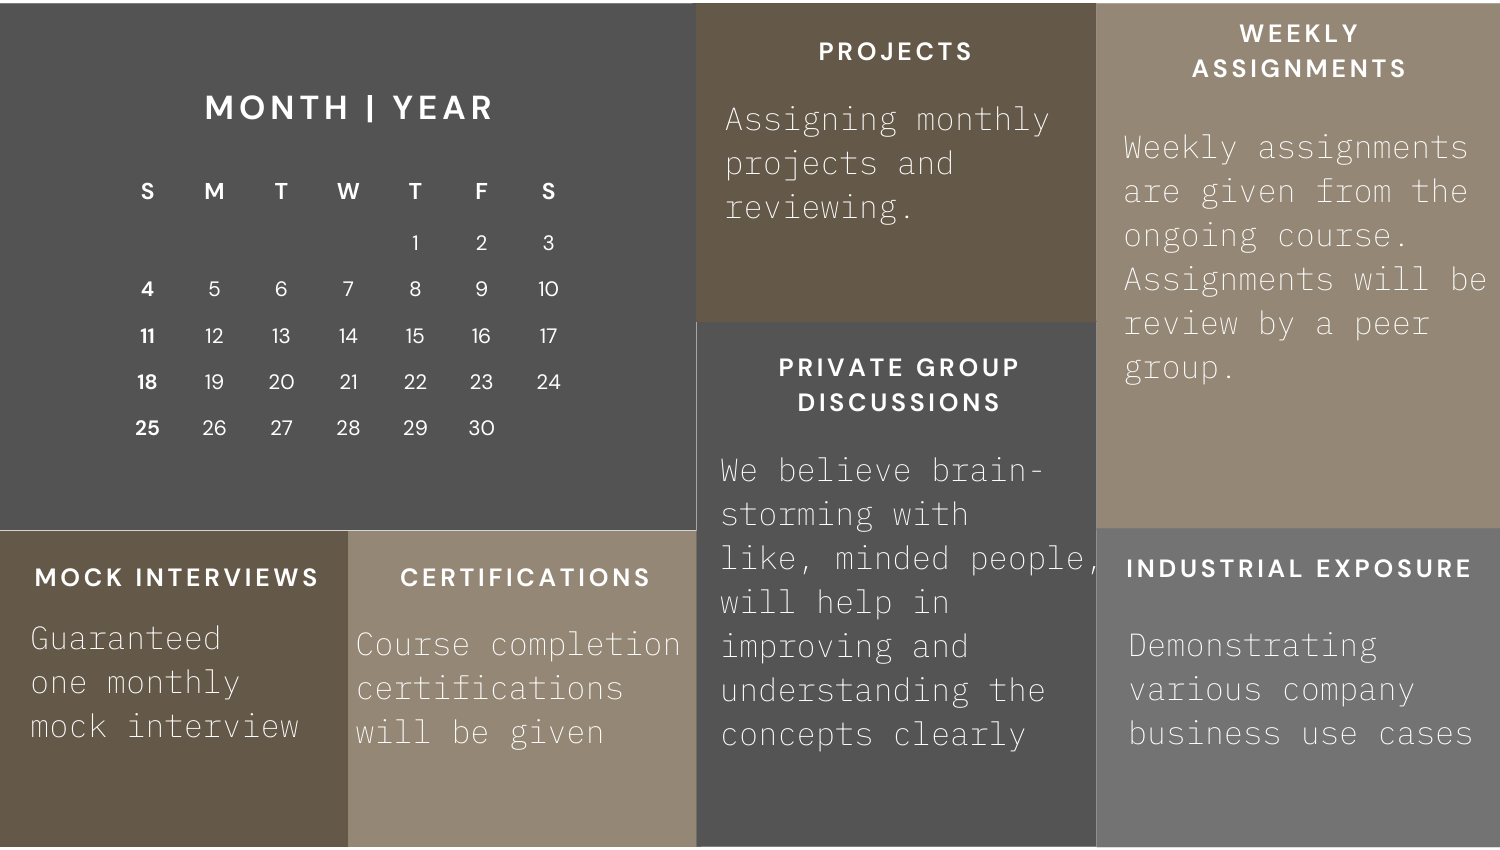 MONTH | YEAR
S M T W T F S
1 2 3
4 5 6 7 8 9 10
11 12 13 14 15 16 17
18 19 20 21 22 23 24
25 26 27 28 29 30
PROJECTS
Assigning monthly
projects and
reviewing.
WEEKLY
ASSIGNMENTS
Weekly assignments
are given from the
ongoing course.
Assignments will be
review by a peer
group.
PRIVATE GROUP
DISCUSSIONS
We believe brain-
storming with
like, minded people,
will help in
improving and
understanding the
concepts clearly
MOCK INTERVIEWS
Guaranteed
one monthly
mock interview
CERTIFICATIONS
Course completion
certifications
will be given
INDUSTRIAL EXPOSURE
Demonstrating
various company
business use cases